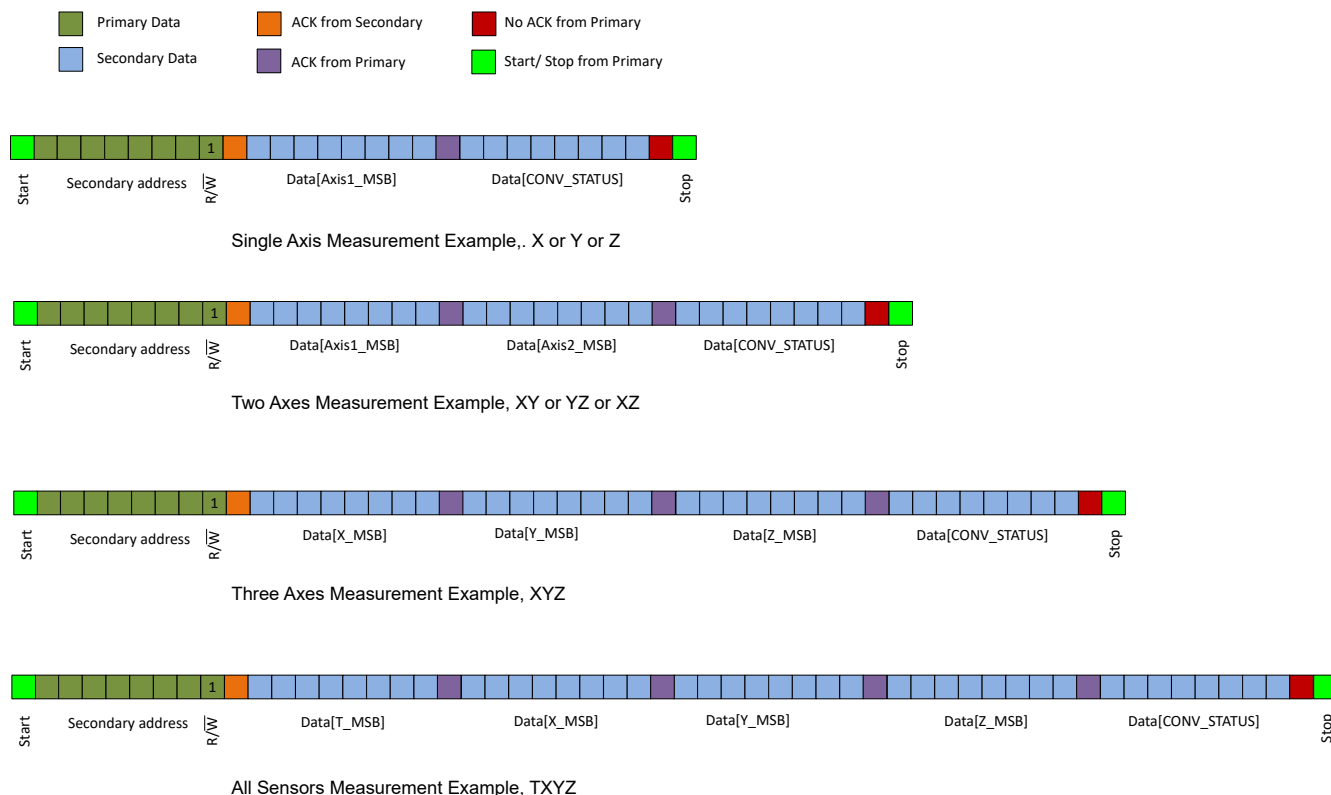 Primary Data
ACK from Secondary
No ACK from Primary
Secondary Data
ACK from Primary
Start/ Stop from Primary
1
Start
Secondary address
R/W
Data[Axis1_MSB]
Data[CONV_STATUS]
Stop
Single Axis Measurement Example,. X or Y or Z
1
Start
Secondary address
R/W
Data[Axis1_MSB]
Data[Axis2_MSB]
Data[CONV_STATUS]
Stop
Two Axes Measurement Example, XY or YZ or XZ
1
Start
Secondary address
R/W
Data[X_MSB]
Data[Y_MSB]
Data[Z_MSB]
Data[CONV_STATUS]
Stop
Three Axes Measurement Example, XYZ
1
Start
Secondary address
R/W
Data[T_MSB]
Data[X_MSB]
Data[Y_MSB]
Data[Z_MSB]
Data[CONV_STATUS]
Stop
All Sensors Measurement Example, TXYZ